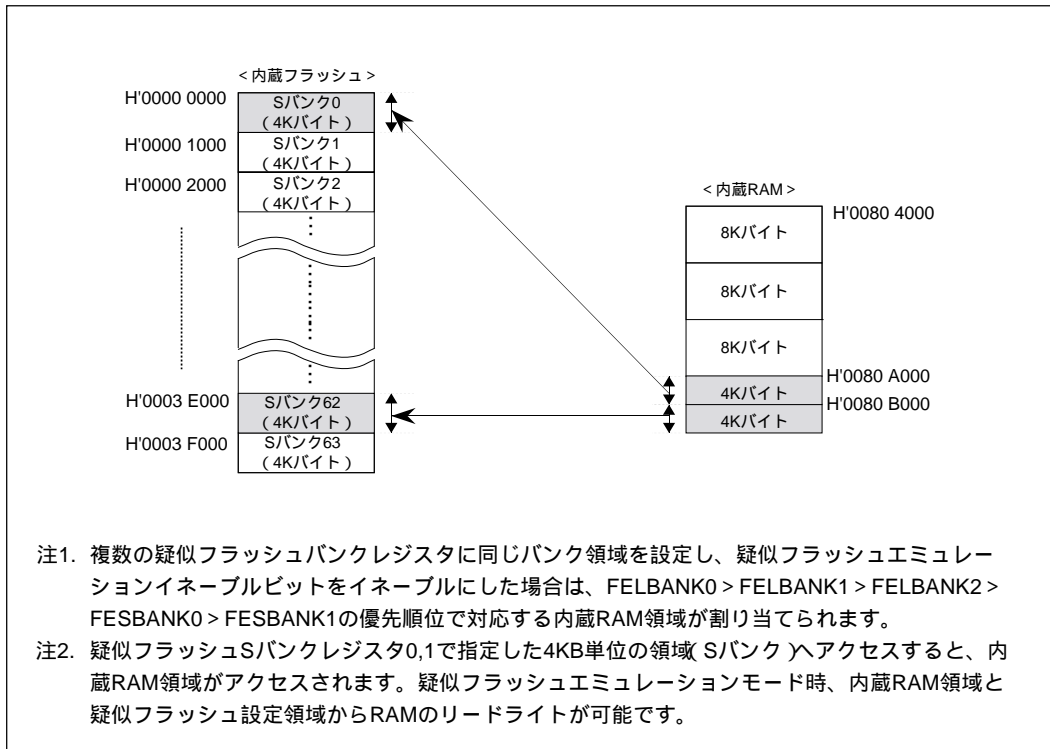 <内蔵フラッシュ>
H'0000 0000
Sバンク0
(4Kバイト)
H'0000 1000
Sバンク1
(4Kバイト)
H'0000 2000
Sバンク2
(4Kバイト)
H'0003 E000
Sバンク62
(4Kバイト)
H'0003 F000
Sバンク63
(4Kバイト)
<内蔵RAM>
H'0080 4000
8Kバイト
8Kバイト
8Kバイト
H'0080 A000
4Kバイト
H'0080 B000
4Kバイト
注1. 複数の疑似フラッシュバンクレジスタに同じバンク領域を設定し、疑似フラッシュエミュレー
ションイネーブルビットをイネーブルにした場合は、FELBANK0 > FELBANK1 > FELBANK2 >
FESBANK0 > FESBANK1の優先順位で対応する内蔵RAM領域が割り当てられます。
注2. 疑似フラッシュSバンクレジスタ0,1で指定した4KB単位の領域(Sバンク)へアクセスすると、内
蔵RAM領域がアクセスされます。疑似フラッシュエミュレーションモード時、内蔵RAM領域と
疑似フラッシュ設定領域からRAMのリードライトが可能です。